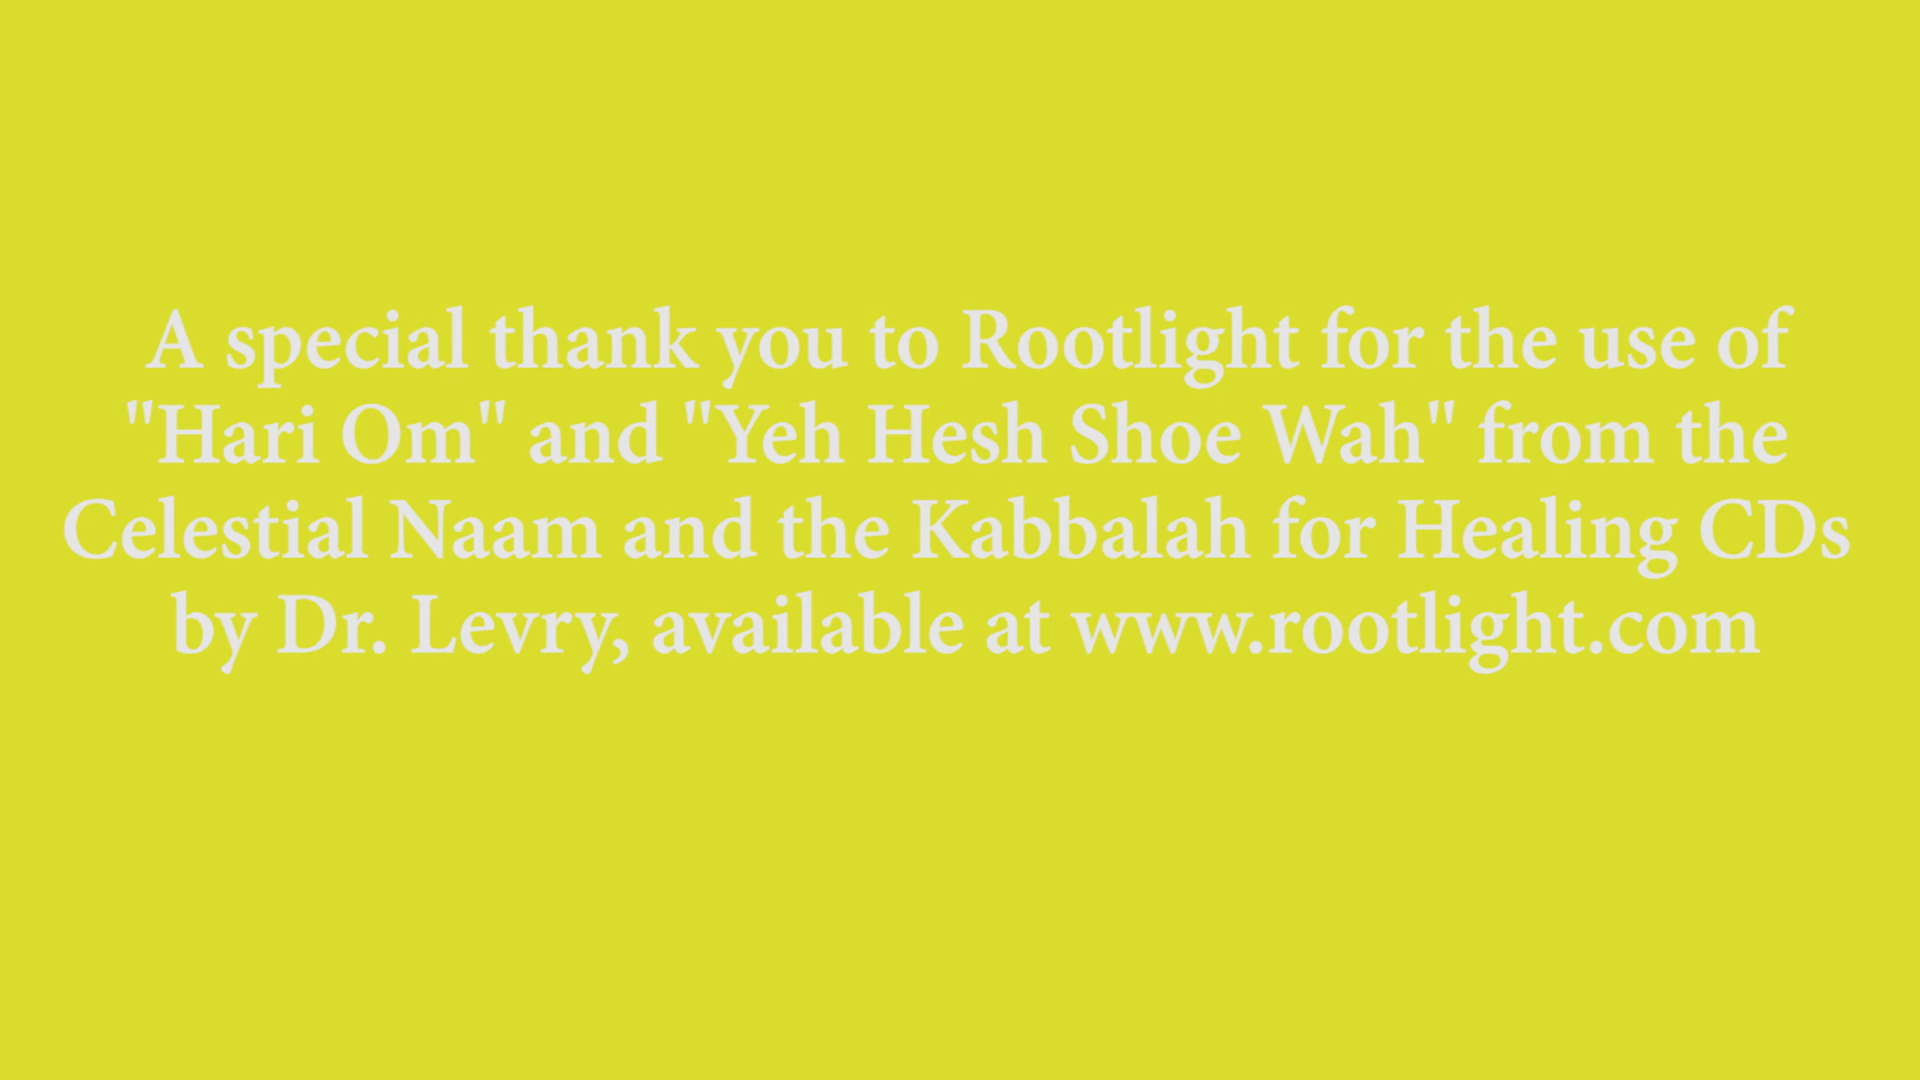 A special thank you to Rootlight for the use of
"Hari Om" and "Yeh Hesh Shoe Wah" from the
Celestial Naam and the Kabbalah for Healing CDs
by Dr. Levry, available at www.rootlight.com